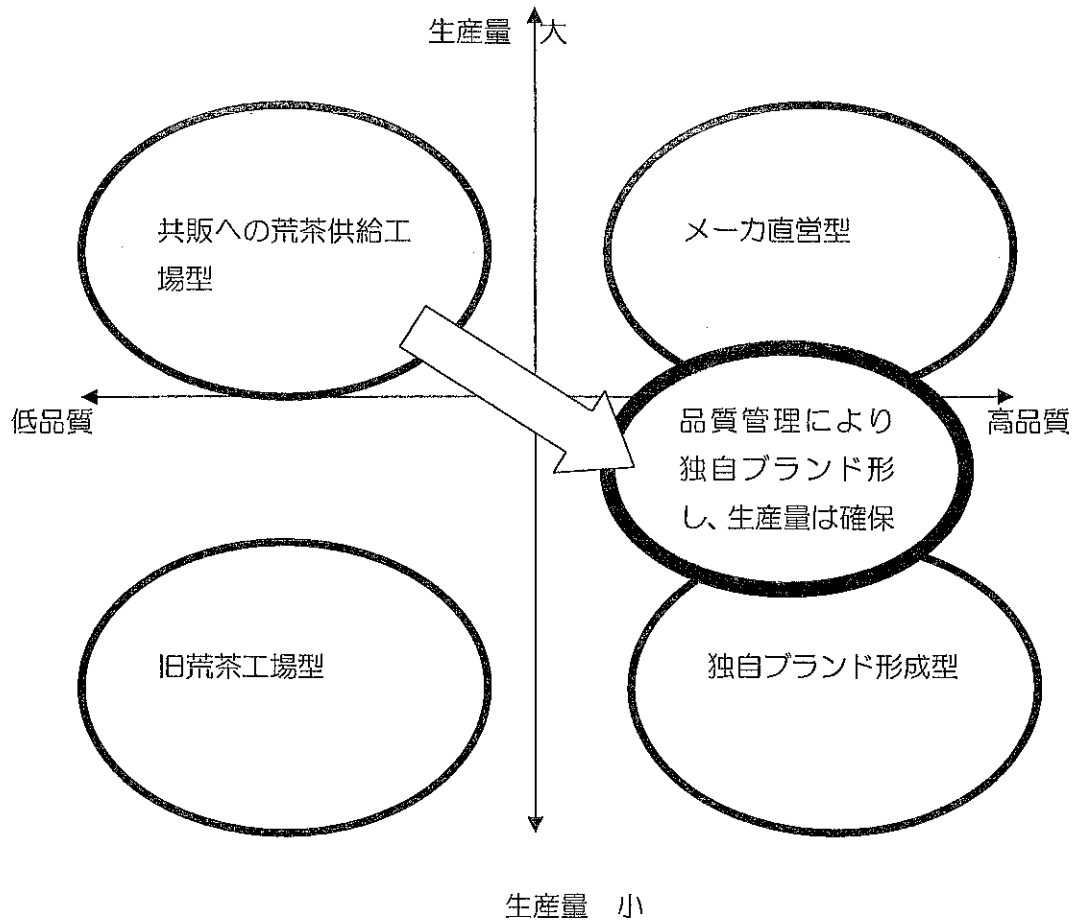 生産量 大
共販への荒茶供給工
場型
メーカ直営型
低品質
高品質
品質管理により
独自ブランド形
し、生産量は確保
旧荒茶工場型
独自ブランド形成型
生産量 小